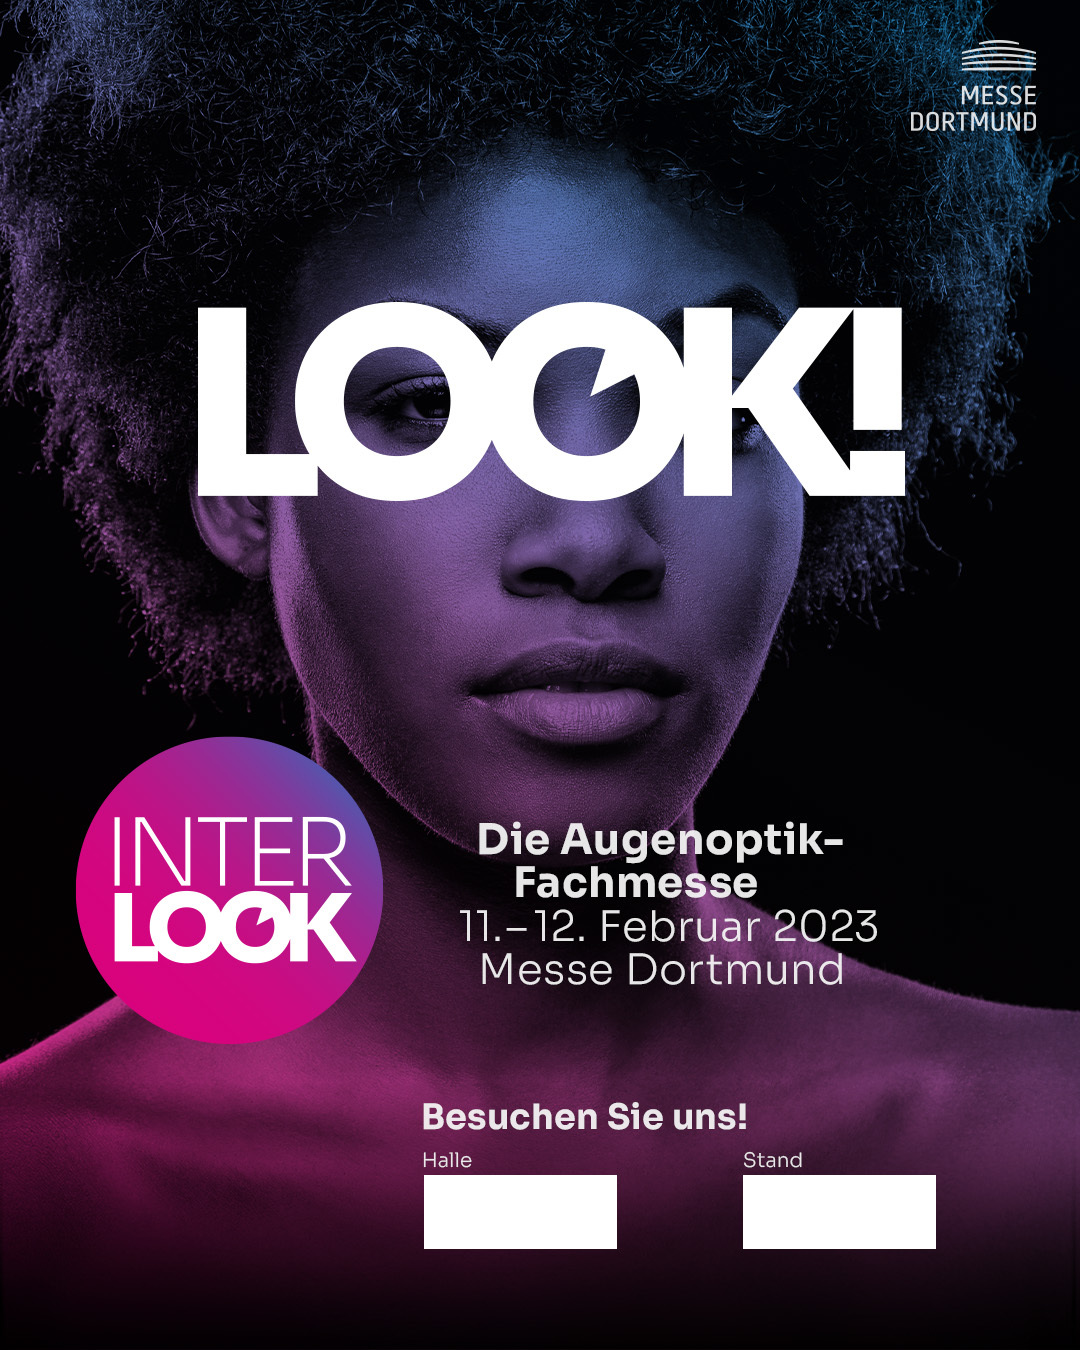 MESSE
DORTMUND
LOOK!
INTER
LOOK
Die Augenoptik-
Fachmesse
11.–12. Februar 2023
Messe Dortmund
Besuchen Sie uns!
Halle
Stand